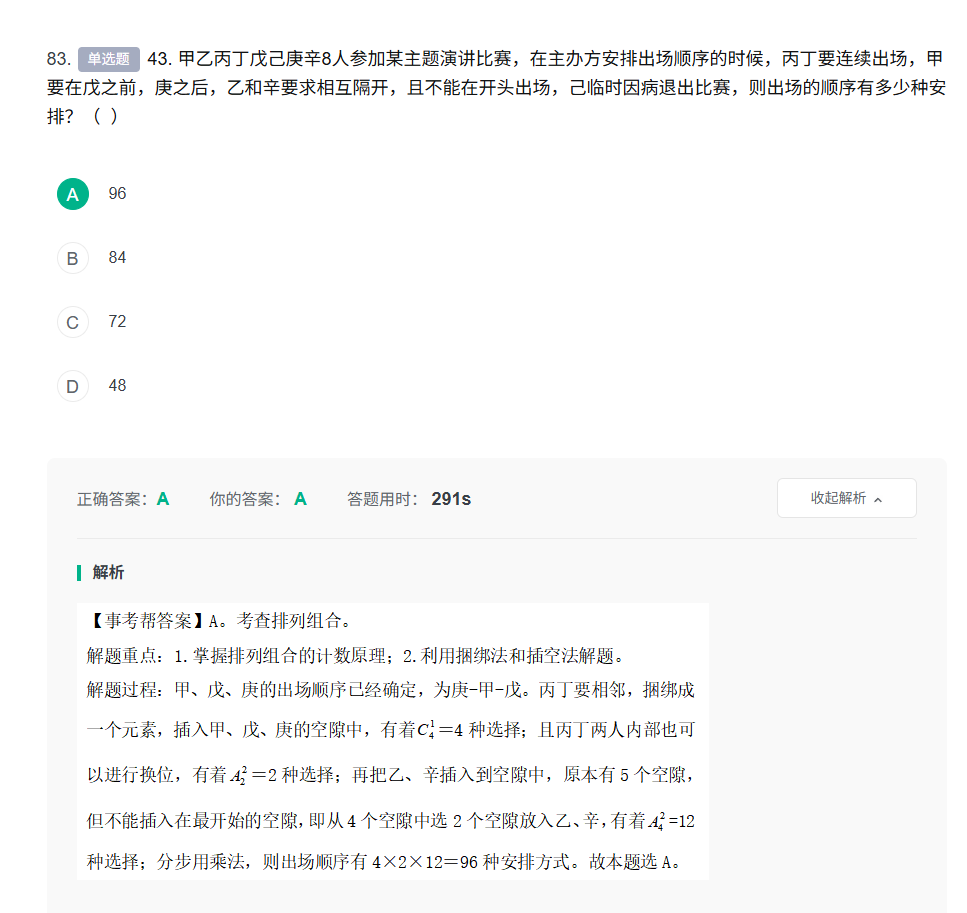 83. 单选题 43. 甲乙丙丁戊己庚辛8人参加某主题演讲比赛，在主办方安排出场顺序的时候，丙丁要连续出场，甲
要在戊之前，庚之后，乙和辛要求相互隔开，且不能在开头出场，己临时因病退出比赛，则出场的顺序有多少种安
排？（ ）
A 96
B 84
C 72
D 48
正确答案：A 你的答案：A 答题用时：291s 收起解析
解析
【事考帮答案】A。考查排列组合。
解题重点：1.掌握排列组合的计数原理；2.利用捆绑法和插空法解题。
解题过程：甲、戊、庚的出场顺序已经确定，为庚-甲-戊。丙丁要相邻，捆绑成
一个元素，插入甲、戊、庚的空隙中，有着$C_4^1$＝4 种选择；且丙丁两人内部也可
以进行换位，有着$A_2^2$＝2 种选择；再把乙、辛插入到空隙中，原本有 5 个空隙，
但不能插入在最开始的空隙，即从 4 个空隙中选 2 个空隙放入乙、辛，有着$A_4^2$=12
种选择；分步用乘法，则出场顺序有 4×2×12＝96 种安排方式。故本题选 A。